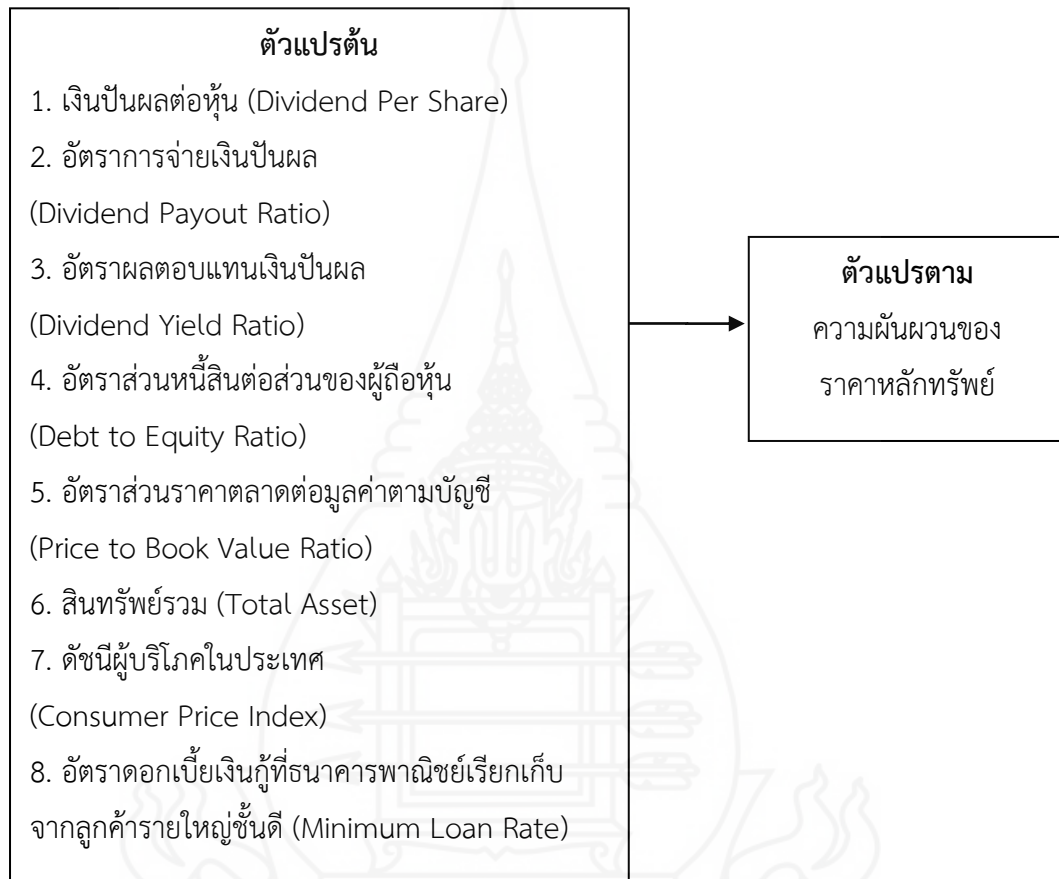 ตัวแปรต้น
1. เงินปันผลต่อหุ้น (Dividend Per Share)
2. อัตราการจ่ายเงินปันผล
(Dividend Payout Ratio)
3. อัตราผลตอบแทนเงินปันผล
(Dividend Yield Ratio)
4. อัตราส่วนหนี้สินต่อส่วนของผู้ถือหุ้น
(Debt to Equity Ratio)
5. อัตราส่วนราคาตลาดต่อมูลค่าตามบัญชี
(Price to Book Value Ratio)
6. สินทรัพย์รวม (Total Asset)
7. ดัชนีผู้บริโภคในประเทศ
(Consumer Price Index)
8. อัตราดอกเบี้ยเงินกู้ที่ธนาคารพาณิชย์เรียกเก็บ
จากลูกค้ารายใหญ่ชั้นดี (Minimum Loan Rate)
ตัวแปรตาม
ความผันผวนของ
ราคาหลักทรัพย์